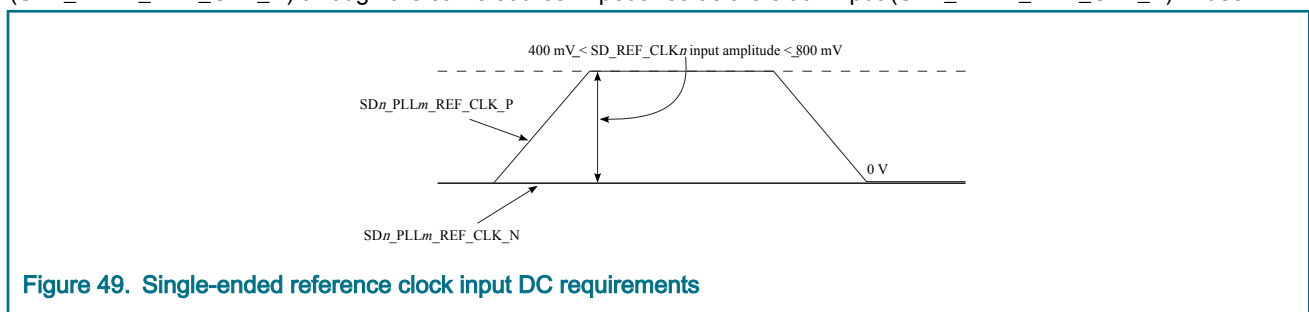 400 mV < SD_REF_CLKn input amplitude < 800 mV
SDn_PLLm_REF_CLK_P
0 V
SDn_PLLm_REF_CLK_N
Figure 49. Single-ended reference clock input DC requirements